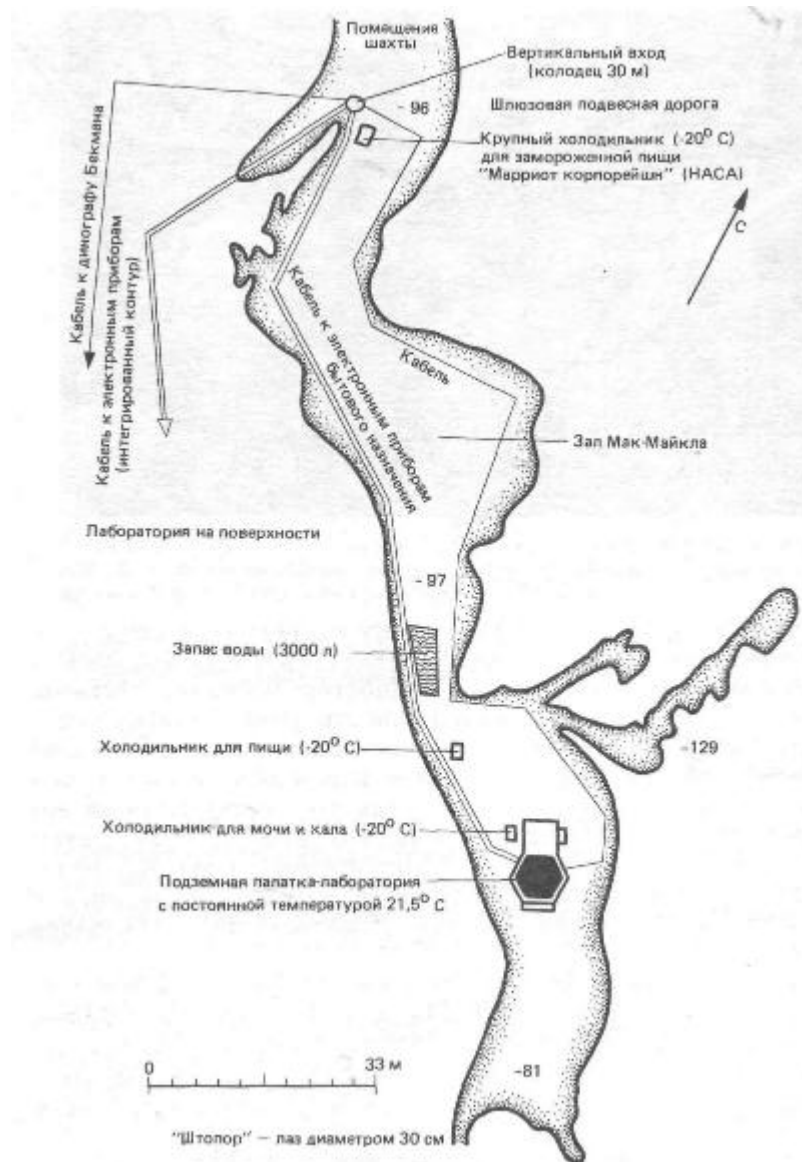 Помещения
шахты
Вертикальный вход
(колодец 30 м)
- 96
Шлюзовая подвесная дорога
Крупный холодильник (-20° С)
для замороженной пищи
"Марриот корпорейшн" (НАСА)
С
Кабель к динографу Бекмана
Кабель к электронным приборам
(интегрированный контур)
Кабель к электронным приборам
бытового назначения
Кабель
Зал Мак-Майкла
Лаборатория на поверхности
- 97
Запас воды (3000 л)
-129
Холодильник для пищи (-20° С)
Холодильник для мочи и кала (-20° С)
Подземная палатка-лаборатория
с постоянной температурой 21,5° С
0
33 м
-81
"Штопор" — лаз диаметром 30 см